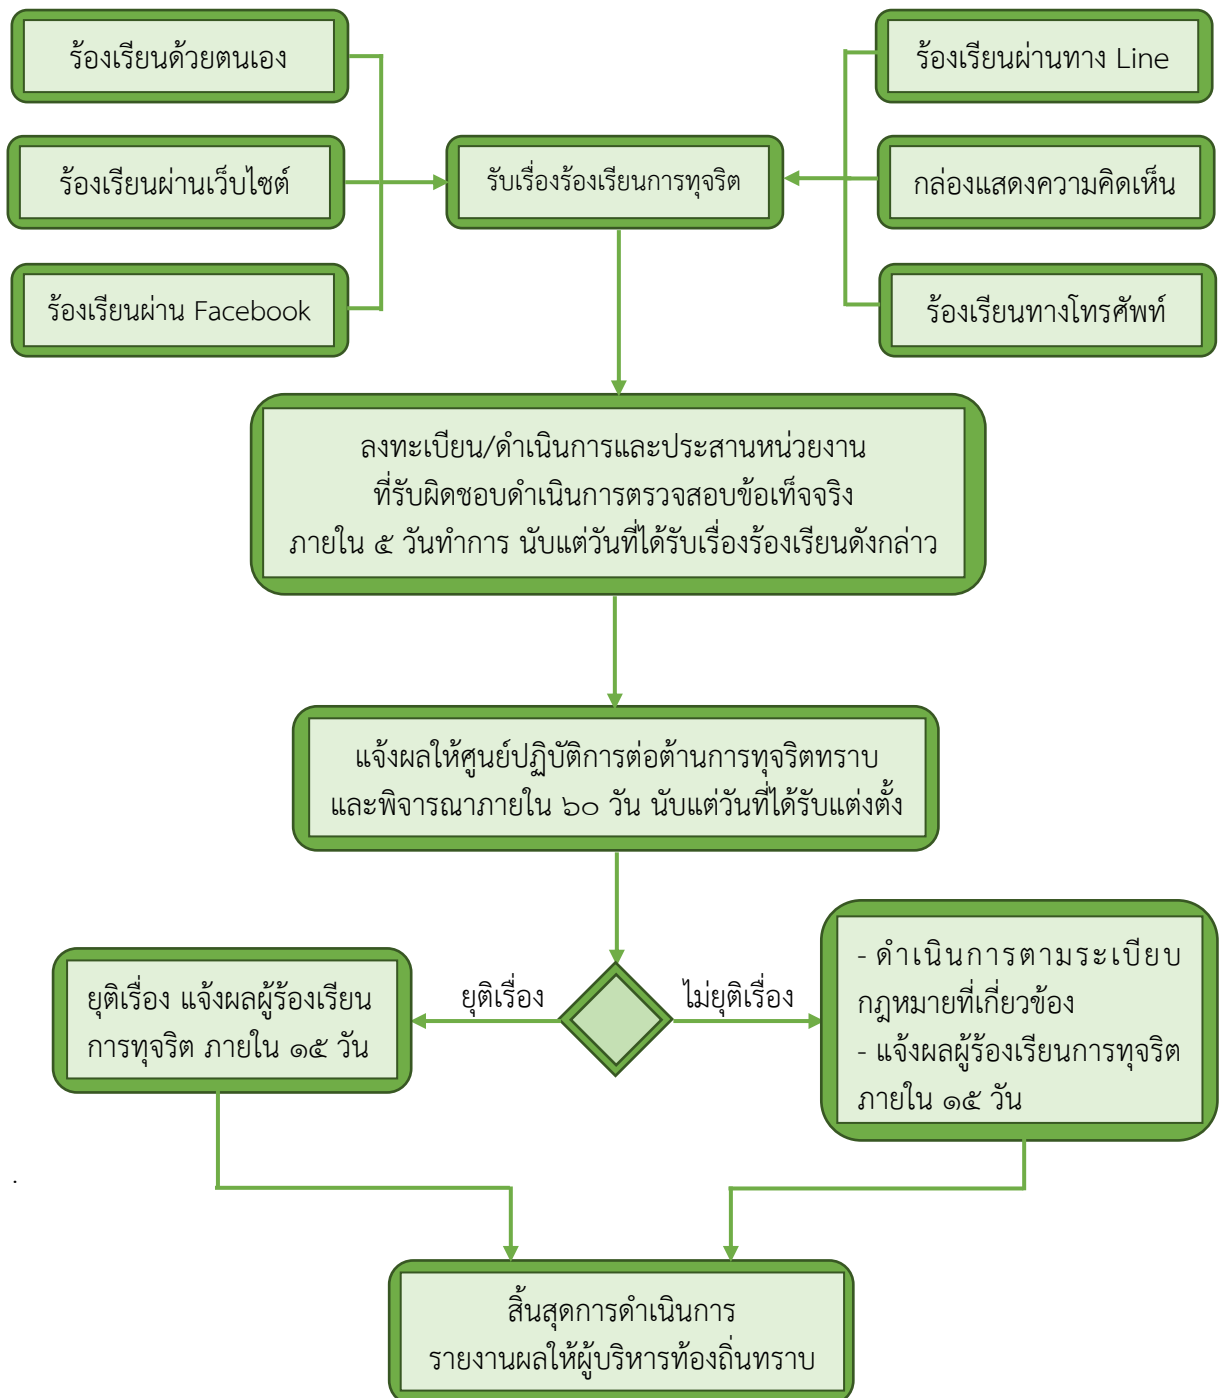 ร้องเรียนด้วยตนเอง
ร้องเรียนผ่านทาง Line
ร้องเรียนผ่านเว็บไซต์
รับเรื่องร้องเรียนการทุจริต
กล่องแสดงความคิดเห็น
ร้องเรียนผ่าน Facebook
ร้องเรียนทางโทรศัพท์
ลงทะเบียน/ดำเนินการและประสานหน่วยงาน
ที่รับผิดชอบดำเนินการตรวจสอบข้อเท็จจริง
ภายใน ๕ วันทำการ นับแต่วันที่ได้รับเรื่องร้องเรียนดังกล่าว
แจ้งผลให้ศูนย์ปฏิบัติการต่อต้านการทุจริตทราบ
และพิจารณาภายใน ๖๐ วัน นับแต่วันที่ได้รับแต่งตั้ง
ยุติเรื่อง
ไม่ยุติเรื่อง
ยุติเรื่อง แจ้งผลผู้ร้องเรียน
การทุจริต ภายใน ๑๕ วัน
- ดำเนินการตามระเบียบ
กฎหมายที่เกี่ยวข้อง
- แจ้งผลผู้ร้องเรียนการทุจริต
ภายใน ๑๕ วัน
.
สิ้นสุดการดำเนินการ
รายงานผลให้ผู้บริหารท้องถิ่นทราบ